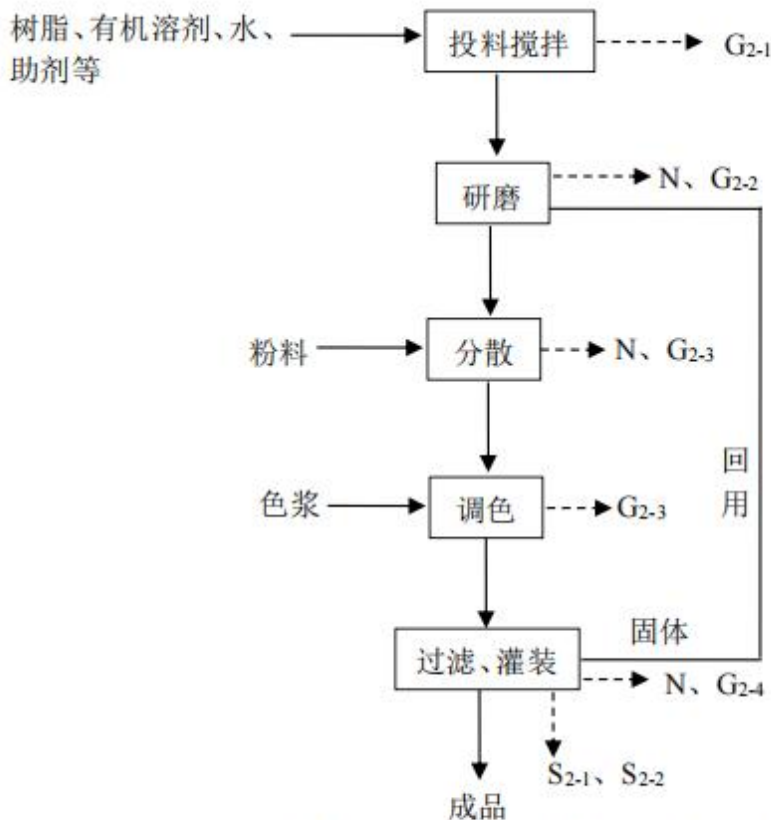 树脂、有机溶剂、水、
助剂等
投料搅拌
G2-1
研磨
N、G2-2
粉料
分散
N、G2-3
回
用
色浆
调色
G2-3
固体
过滤、灌装
N、G2-4
S2-1、S2-2
成品